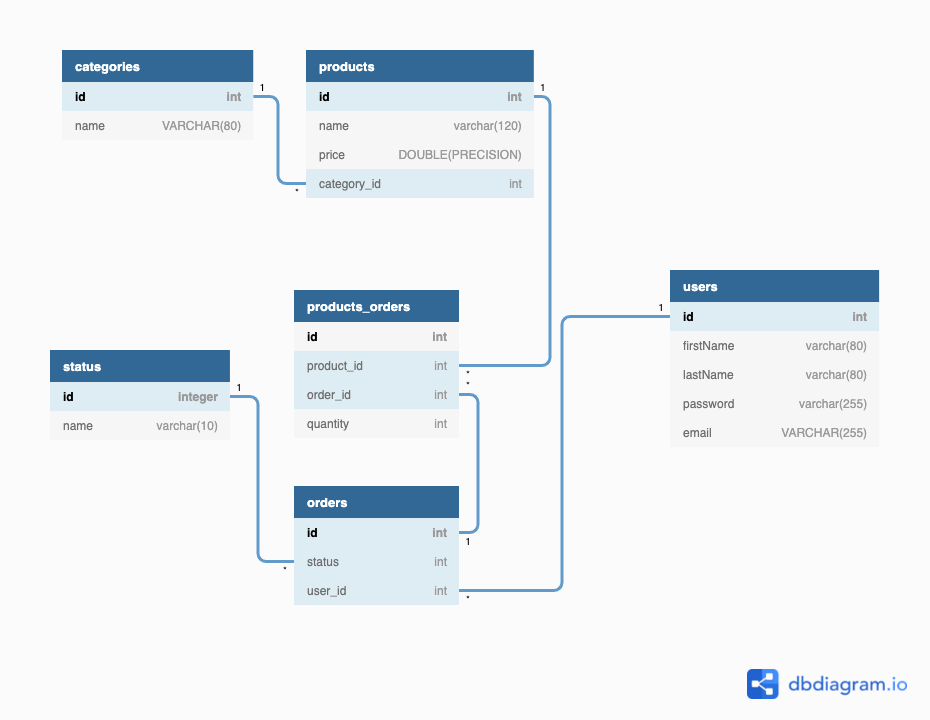 categories
id int
name VARCHAR(80)
1
*
products
id int
name varchar(120)
price DOUBLE(PRECISION)
category_id int
1
products_orders
id int
product_id int
order_id int
quantity int
*
*
users
id int
firstName varchar(80)
lastName varchar(80)
password varchar(255)
email VARCHAR(255)
1
status
id integer
name varchar(10)
1
*
orders
id int
status int
user_id int
1
*
dbdiagram.io